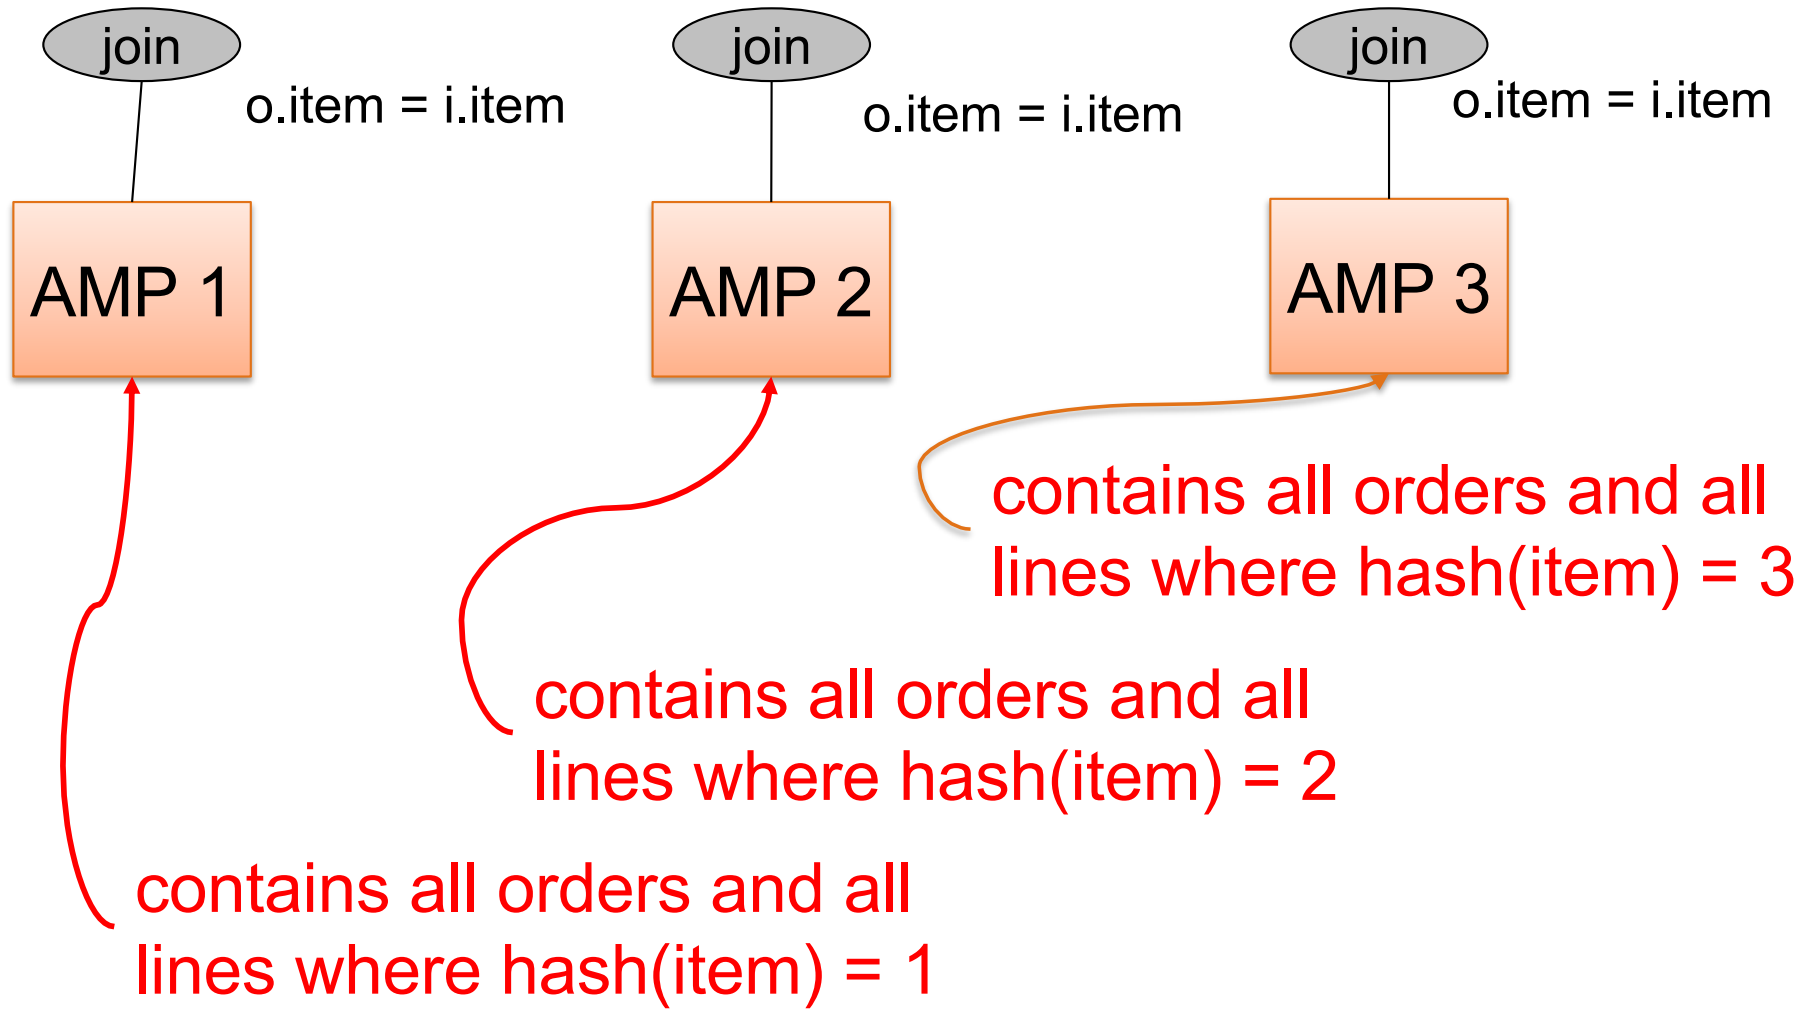 join
join
join
o.item = i.item
o.item = i.item
o.item = i.item
AMP 1
AMP 2
AMP 3
contains all orders and all
lines where hash(item) = 3
contains all orders and all
lines where hash(item) = 2
contains all orders and all
lines where hash(item) = 1